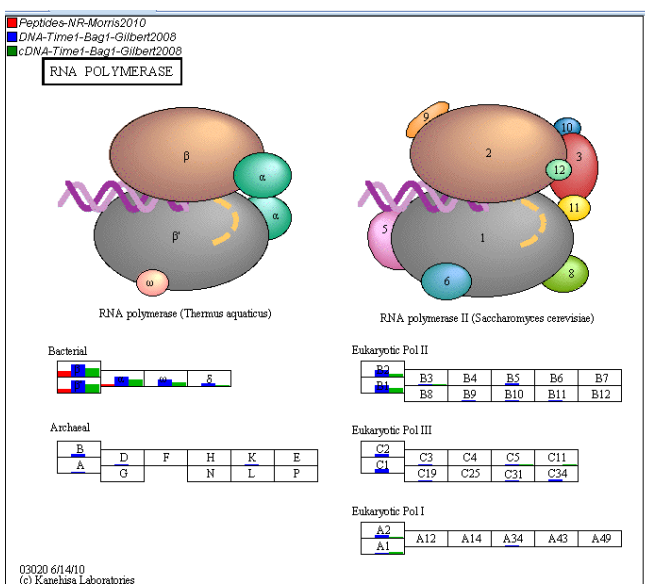 Peptides-NR-Morris2010
DNA-Time1-Bag1-Gilbert2008
cDNA-Time1-Bag1-Gilbert2008
RNA POLYMERASE
β
α
α
β'
ω
RNA polymerase (Thermus aquaticus)
9
2
10
3
12
11
5
1
6
8
RNA polymerase II (Saccharomyces cerevisiae)
Bacterial
β
β'
α
ω
δ
Archaeal
B
A
D F H K E
G N L P
Eukaryotic Pol II
B2
B1
B3 B4 B5 B6 B7
B8 B9 B10 B11 B12
Eukaryotic Pol III
C2
C1
C3 C4 C5 C11
C19 C25 C31 C34
Eukaryotic Pol I
A2
A1
A12 A14 A34 A43 A49
03020 6/14/10
(c) Kanehisa Laboratories